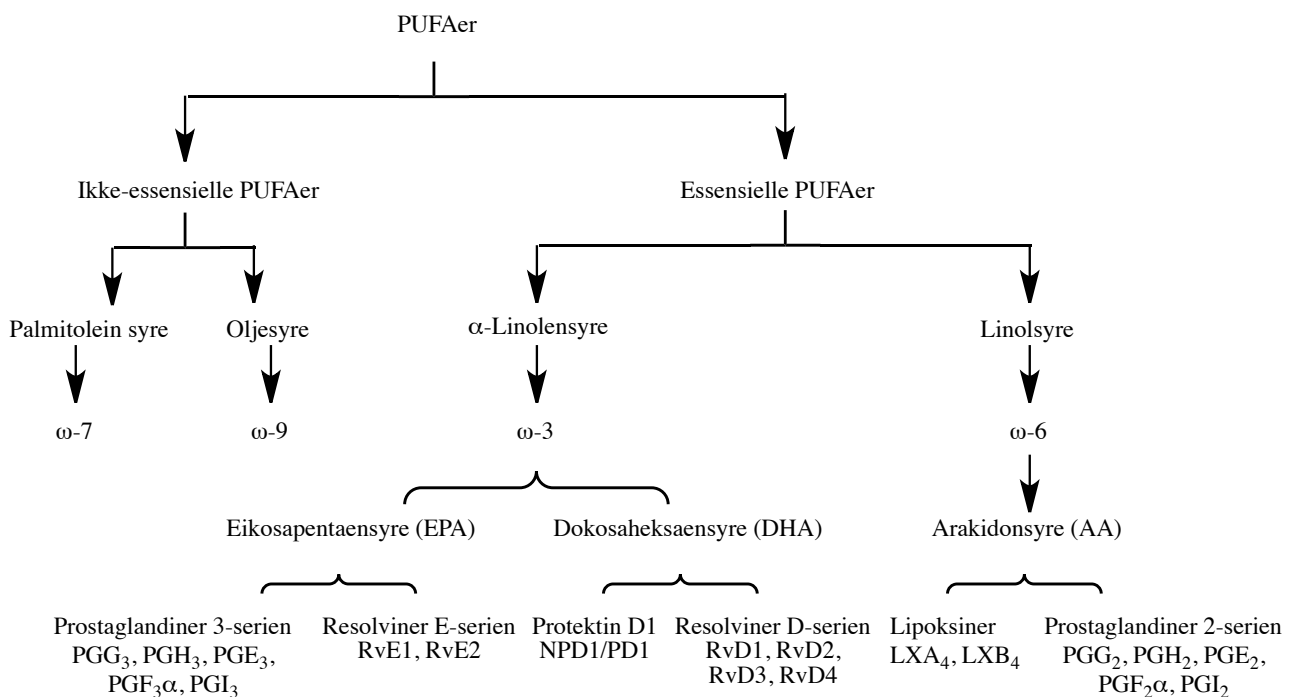 PUFAer
Ikke-essensielle PUFAer
Essensielle PUFAer
Palmitolein syre
Oljesyre
α-Linolensyre
Linolsyre
ω-7
ω-9
ω-3
ω-6
Eikosapentaensyre (EPA)
Dokosaheksaensyre (DHA)
Arakidonsyre (AA)
Prostaglandiner 3-serien
PGG₃, PGH₃, PGE₃,
PGF₃α, PGI₃
Resolviner E-serien
RvE1, RvE2
Protektin D1
NPD1/PD1
Resolviner D-serien
RvD1, RvD2,
RvD3, RvD4
Lipoksiner
LXA₄, LXB₄
Prostaglandiner 2-serien
PGG₂, PGH₂, PGE₂,
PGF₂α, PGI₂